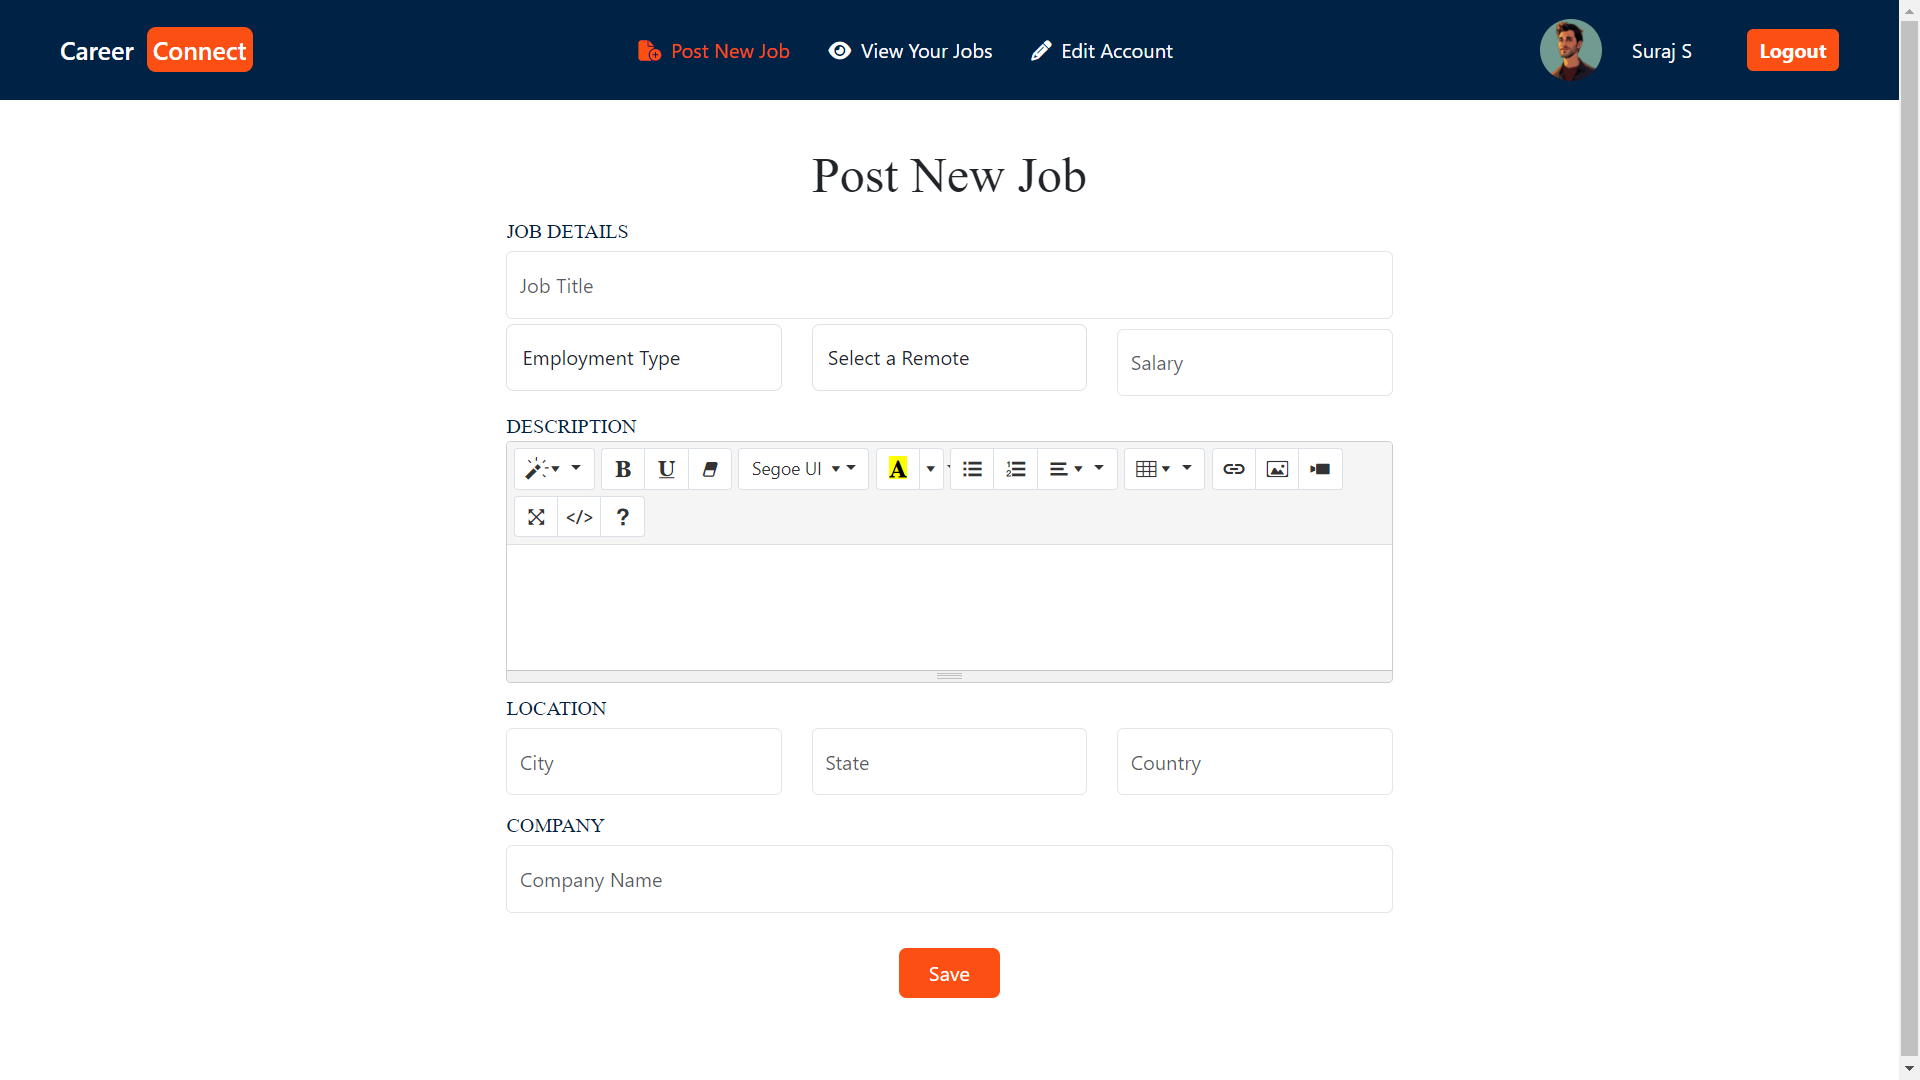 Career Connect Post New Job View Your Jobs Edit Account Suraj S Logout
Post New Job
JOB DETAILS
Job Title
Employment Type Select a Remote Salary
DESCRIPTION
B U Segoe UI A
</> ?
LOCATION
City State Country
COMPANY
Company Name
Save